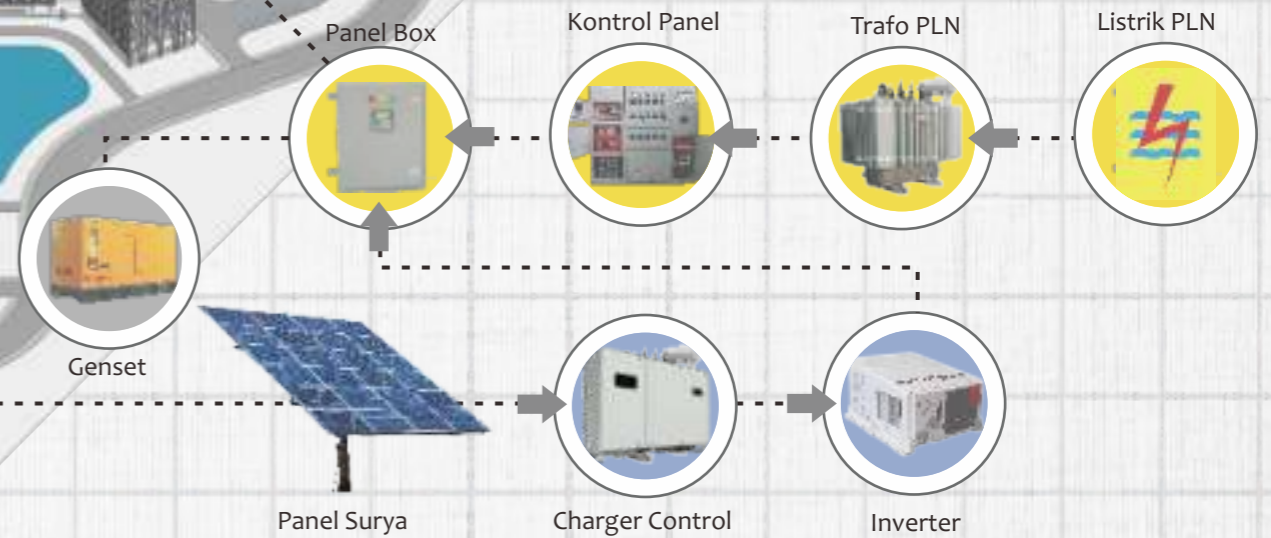 Panel Box
Kontrol Panel
Trafo PLN
Listrik PLN
Genset
Panel Surya
Charger Control
Inverter